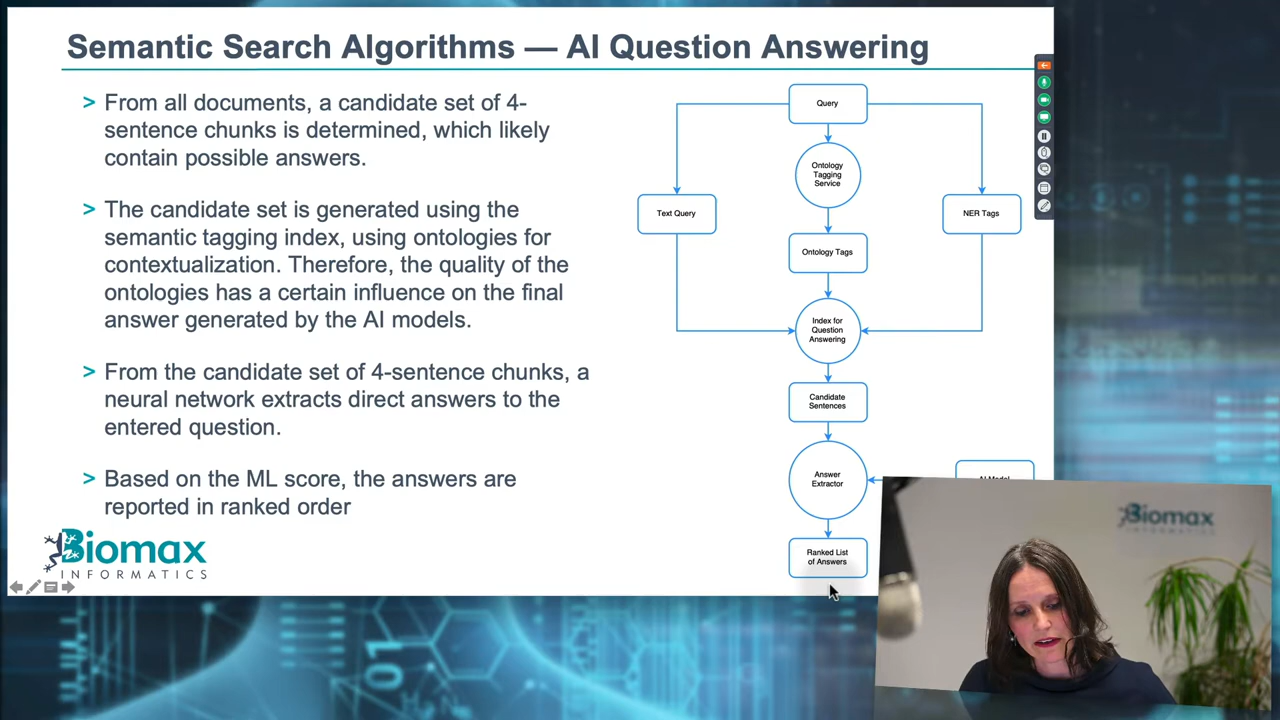 Semantic Search Algorithms — AI Question Answering
> From all documents, a candidate set of 4-
sentence chunks is determined, which likely
contain possible answers.
> The candidate set is generated using the
semantic tagging index, using ontologies for
contextualization. Therefore, the quality of the
ontologies has a certain influence on the final
answer generated by the AI models.
> From the candidate set of 4-sentence chunks, a
neural network extracts direct answers to the
entered question.
> Based on the ML score, the answers are
reported in ranked order
Biomax
INFORMATICS
Query
Ontology
Tagging
Service
Text Query
NER Tags
Ontology Tags
Index for
Question
Answering
Candidate
Sentences
Answer
Extractor
AI Model
Ranked List
of Answers
Biomax
INFORMATICS
01